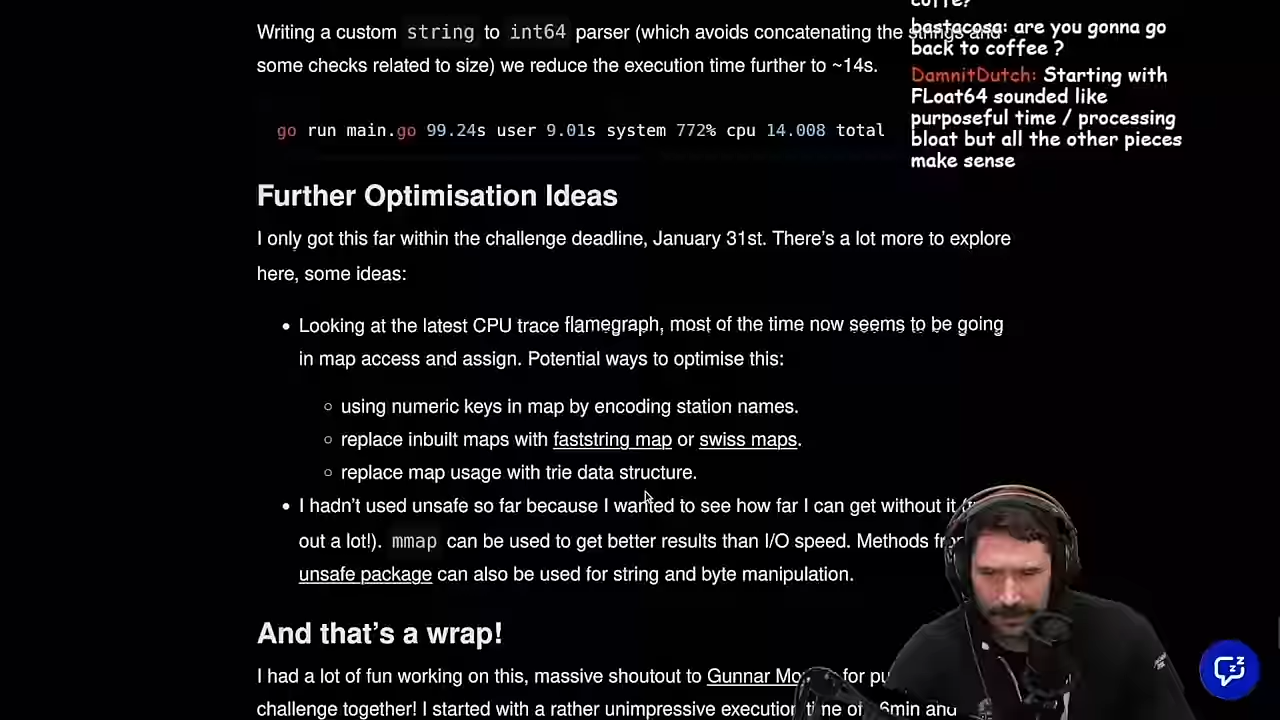 Writing a custom string to int64 parser (which avoids concatenating the strings and
some checks related to size) we reduce the execution time further to ~14s.
go run main.go 99.24s user 9.01s system 772% cpu 14.008 total
Further Optimisation Ideas
I only got this far within the challenge deadline, January 31st. There’s a lot more to explore
here, some ideas:
• Looking at the latest CPU trace flamegraph, most of the time now seems to be going
in map access and assign. Potential ways to optimise this:
◦ using numeric keys in map by encoding station names.
◦ replace inbuilt maps with faststring map or swiss maps.
◦ replace map usage with trie data structure.
• I hadn’t used unsafe so far because I wanted to see how far I can get without it
out a lot!). mmap can be used to get better results than I/O speed. Methods
unsafe package can also be used for string and byte manipulation.
And that’s a wrap!
I had a lot of fun working on this, massive shoutout to Gunnar for
challenge together! I started with a rather unimpressive execution time of 6min and
coffe?
bastacosa: are you gonna go
back to coffee ?
DamnitDutch: Starting with
FLoat64 sounded like
purposeful time / processing
bloat but all the other pieces
make sense